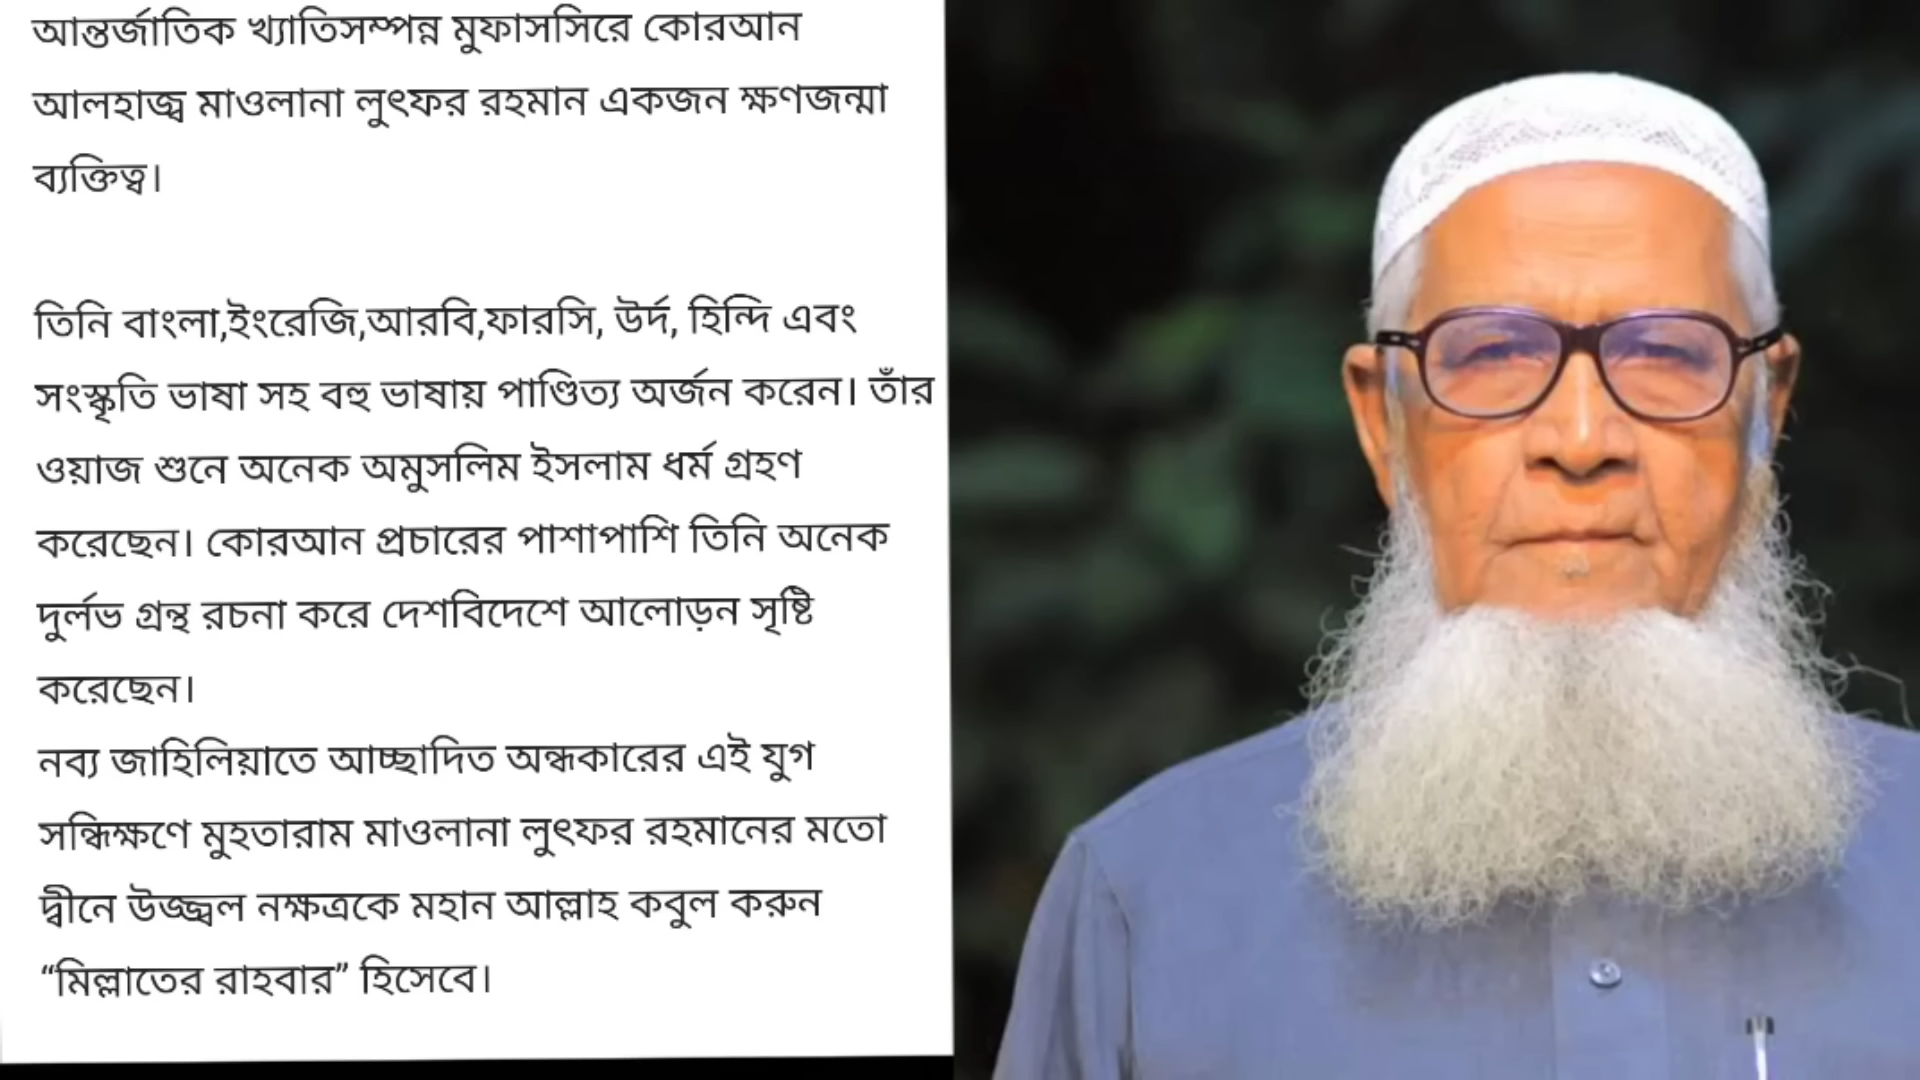 আন্তর্জাতিক খ্যাতিসম্পন্ন মুফাসসিরে কোরআন
আলহাজ্ব মাওলানা লুৎফর রহমান একজন ক্ষণজন্মা
ব্যক্তিত্ব।
তিনি বাংলা,ইংরেজি,আরবি,ফারসি, উর্দ, হিন্দি এবং
সংস্কৃতি ভাষা সহ বহু ভাষায় পাণ্ডিত্য অর্জন করেন। তাঁর
ওয়াজ শুনে অনেক অমুসলিম ইসলাম ধর্ম গ্রহণ
করেছেন। কোরআন প্রচারের পাশাপাশি তিনি অনেক
দুর্লভ গ্রন্থ রচনা করে দেশবিদেশে আলোড়ন সৃষ্টি
করেছেন।
নব্য জাহিলিয়াতে আচ্ছাদিত অন্ধকারের এই যুগ
সন্ধিক্ষণে মুহতারাম মাওলানা লুৎফর রহমানের মতো
দ্বীনে উজ্জ্বল নক্ষত্রকে মহান আল্লাহ কবুল করুন
“মিল্লাতের রাহবার” হিসেবে।